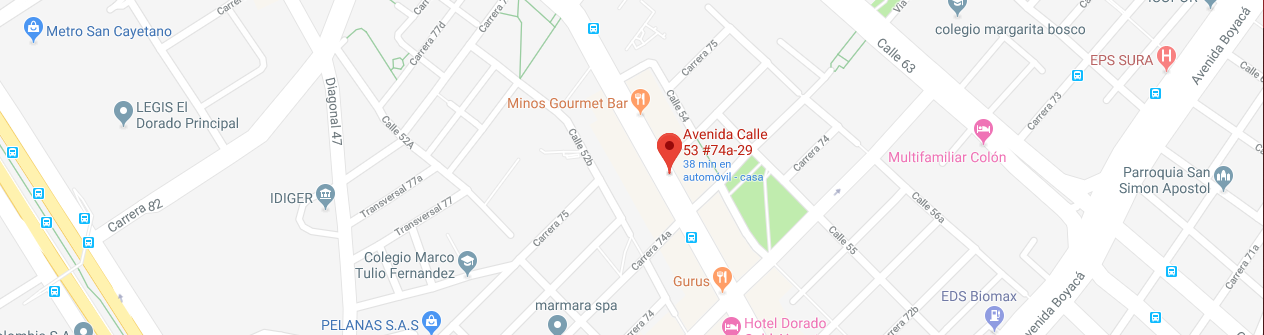 Metro San Cayetano
LEGIS El
Dorado Principal
IDIGER
Carrera 82
Diagonal 47
Carrera 77d
Calle 52A
Transversal 77a
Transversal 77
Colegio Marco
Tulio Fernandez
PELANAS S.A.S
Calle 52b
Carrera 75
marmara spa
Carrera 74
Carrera 74a
Minos Gourmet Bar
Calle 54
Carrera 75
Avenida Calle
53 #74a-29
38 min en
automóvil - casa
Gurus
Hotel Dorado
Carrera 74
Calle 55
Calle 56a
Carrera 72b
Calle 63
colegio margarita bosco
EPS SURA
Avenida Boyacá
Carrera 73
Multifamiliar Colón
Parroquia San
Simon Apostol
EDS Biomax
Avenida Boyacá
Carrera 71a